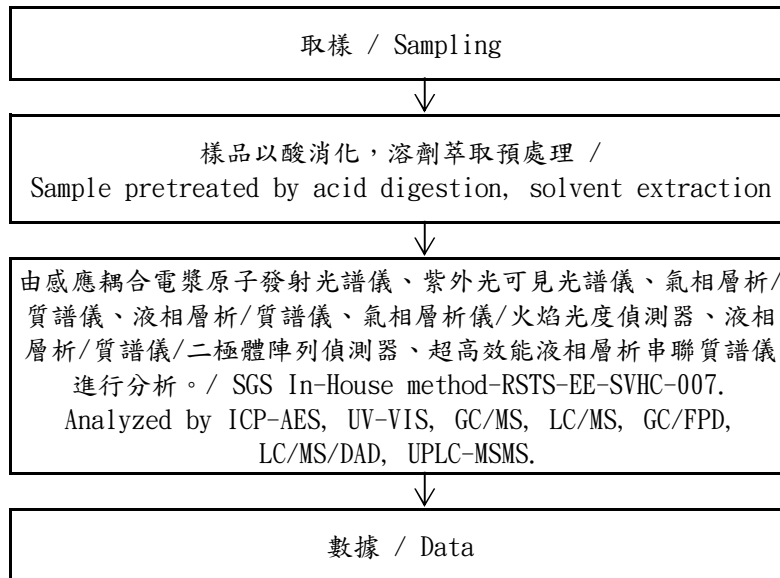 取樣 / Sampling
樣品以酸消化，溶劑萃取預處理 /
Sample pretreated by acid digestion, solvent extraction
由感應耦合電漿原子發射光譜儀、紫外光可見光譜儀、氣相層析/
質譜儀、液相層析/質譜儀、氣相層析儀/火焰光度偵測器、液相
層析/質譜儀/二極體陣列偵測器、超高效能液相層析串聯質譜儀
進行分析。/ SGS In-House method-RSTS-EE-SVHC-007.
Analyzed by ICP-AES, UV-VIS, GC/MS, LC/MS, GC/FPD,
LC/MS/DAD, UPLC-MSMS.
數據 / Data